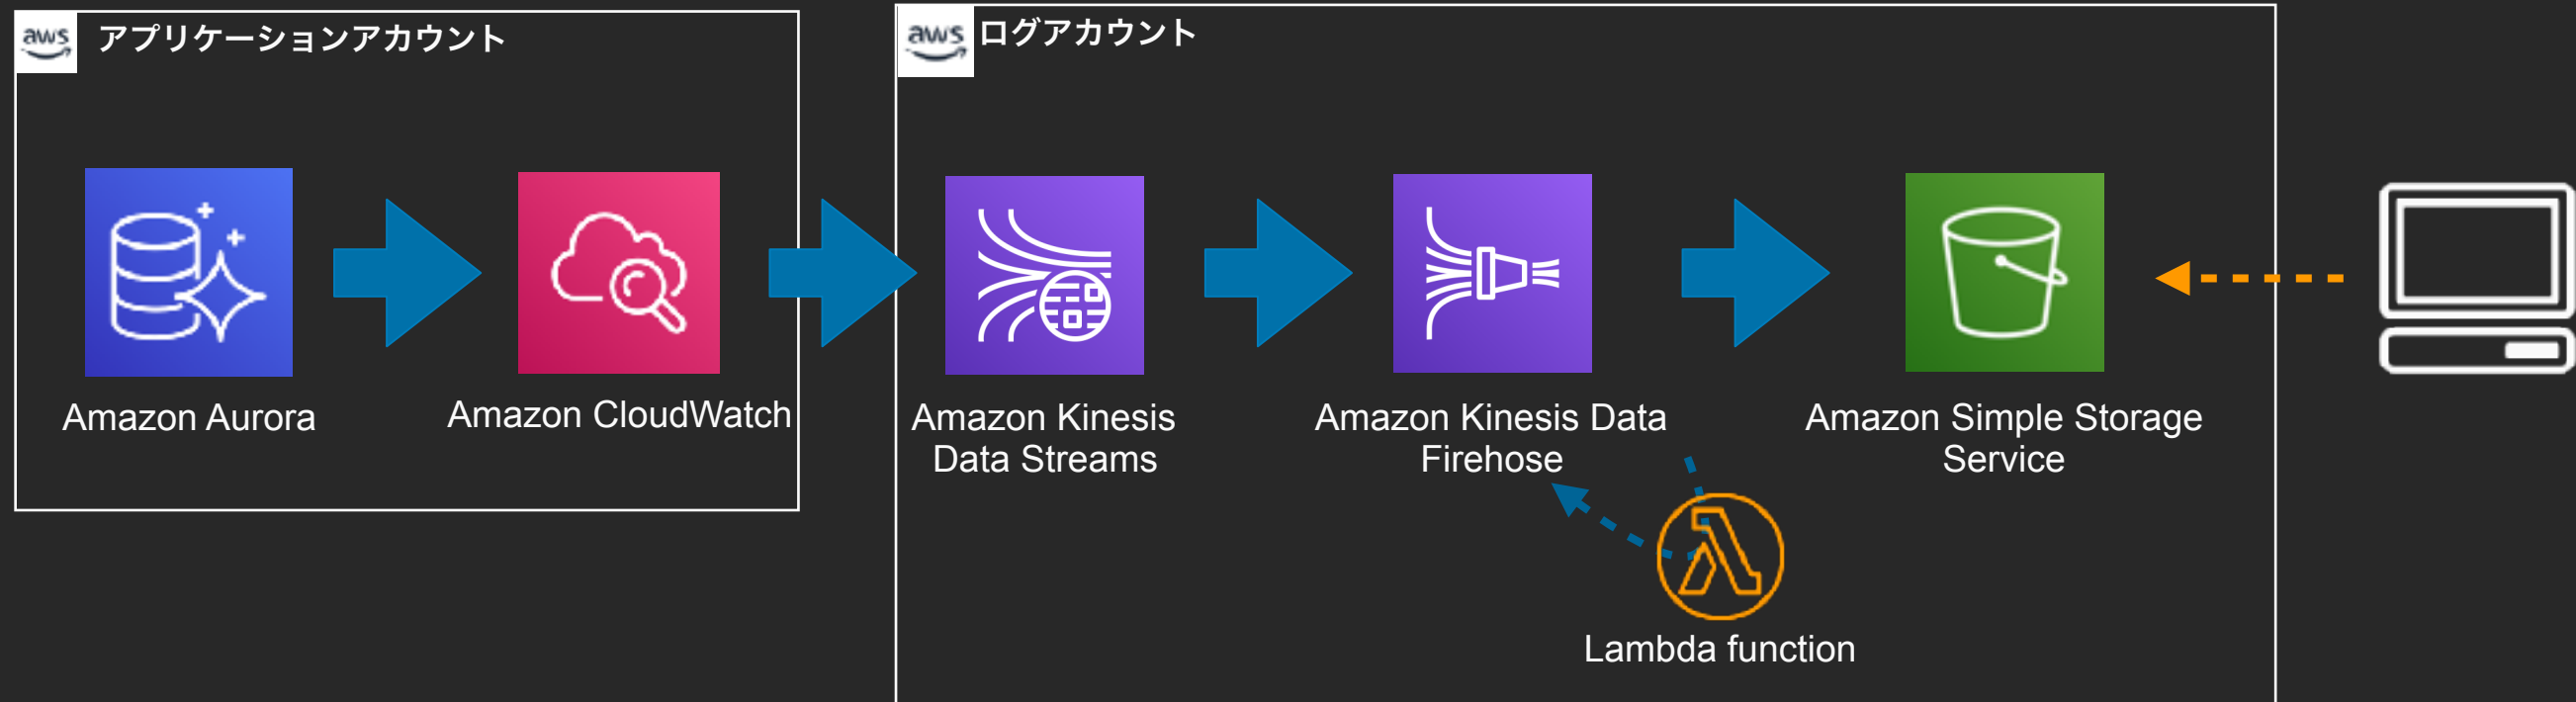 aws アプリケーションアカウント
aws ログアカウント
Amazon Aurora
Amazon CloudWatch
Amazon Kinesis
Data Streams
Amazon Kinesis Data
Firehose
Amazon Simple Storage
Service
Lambda function